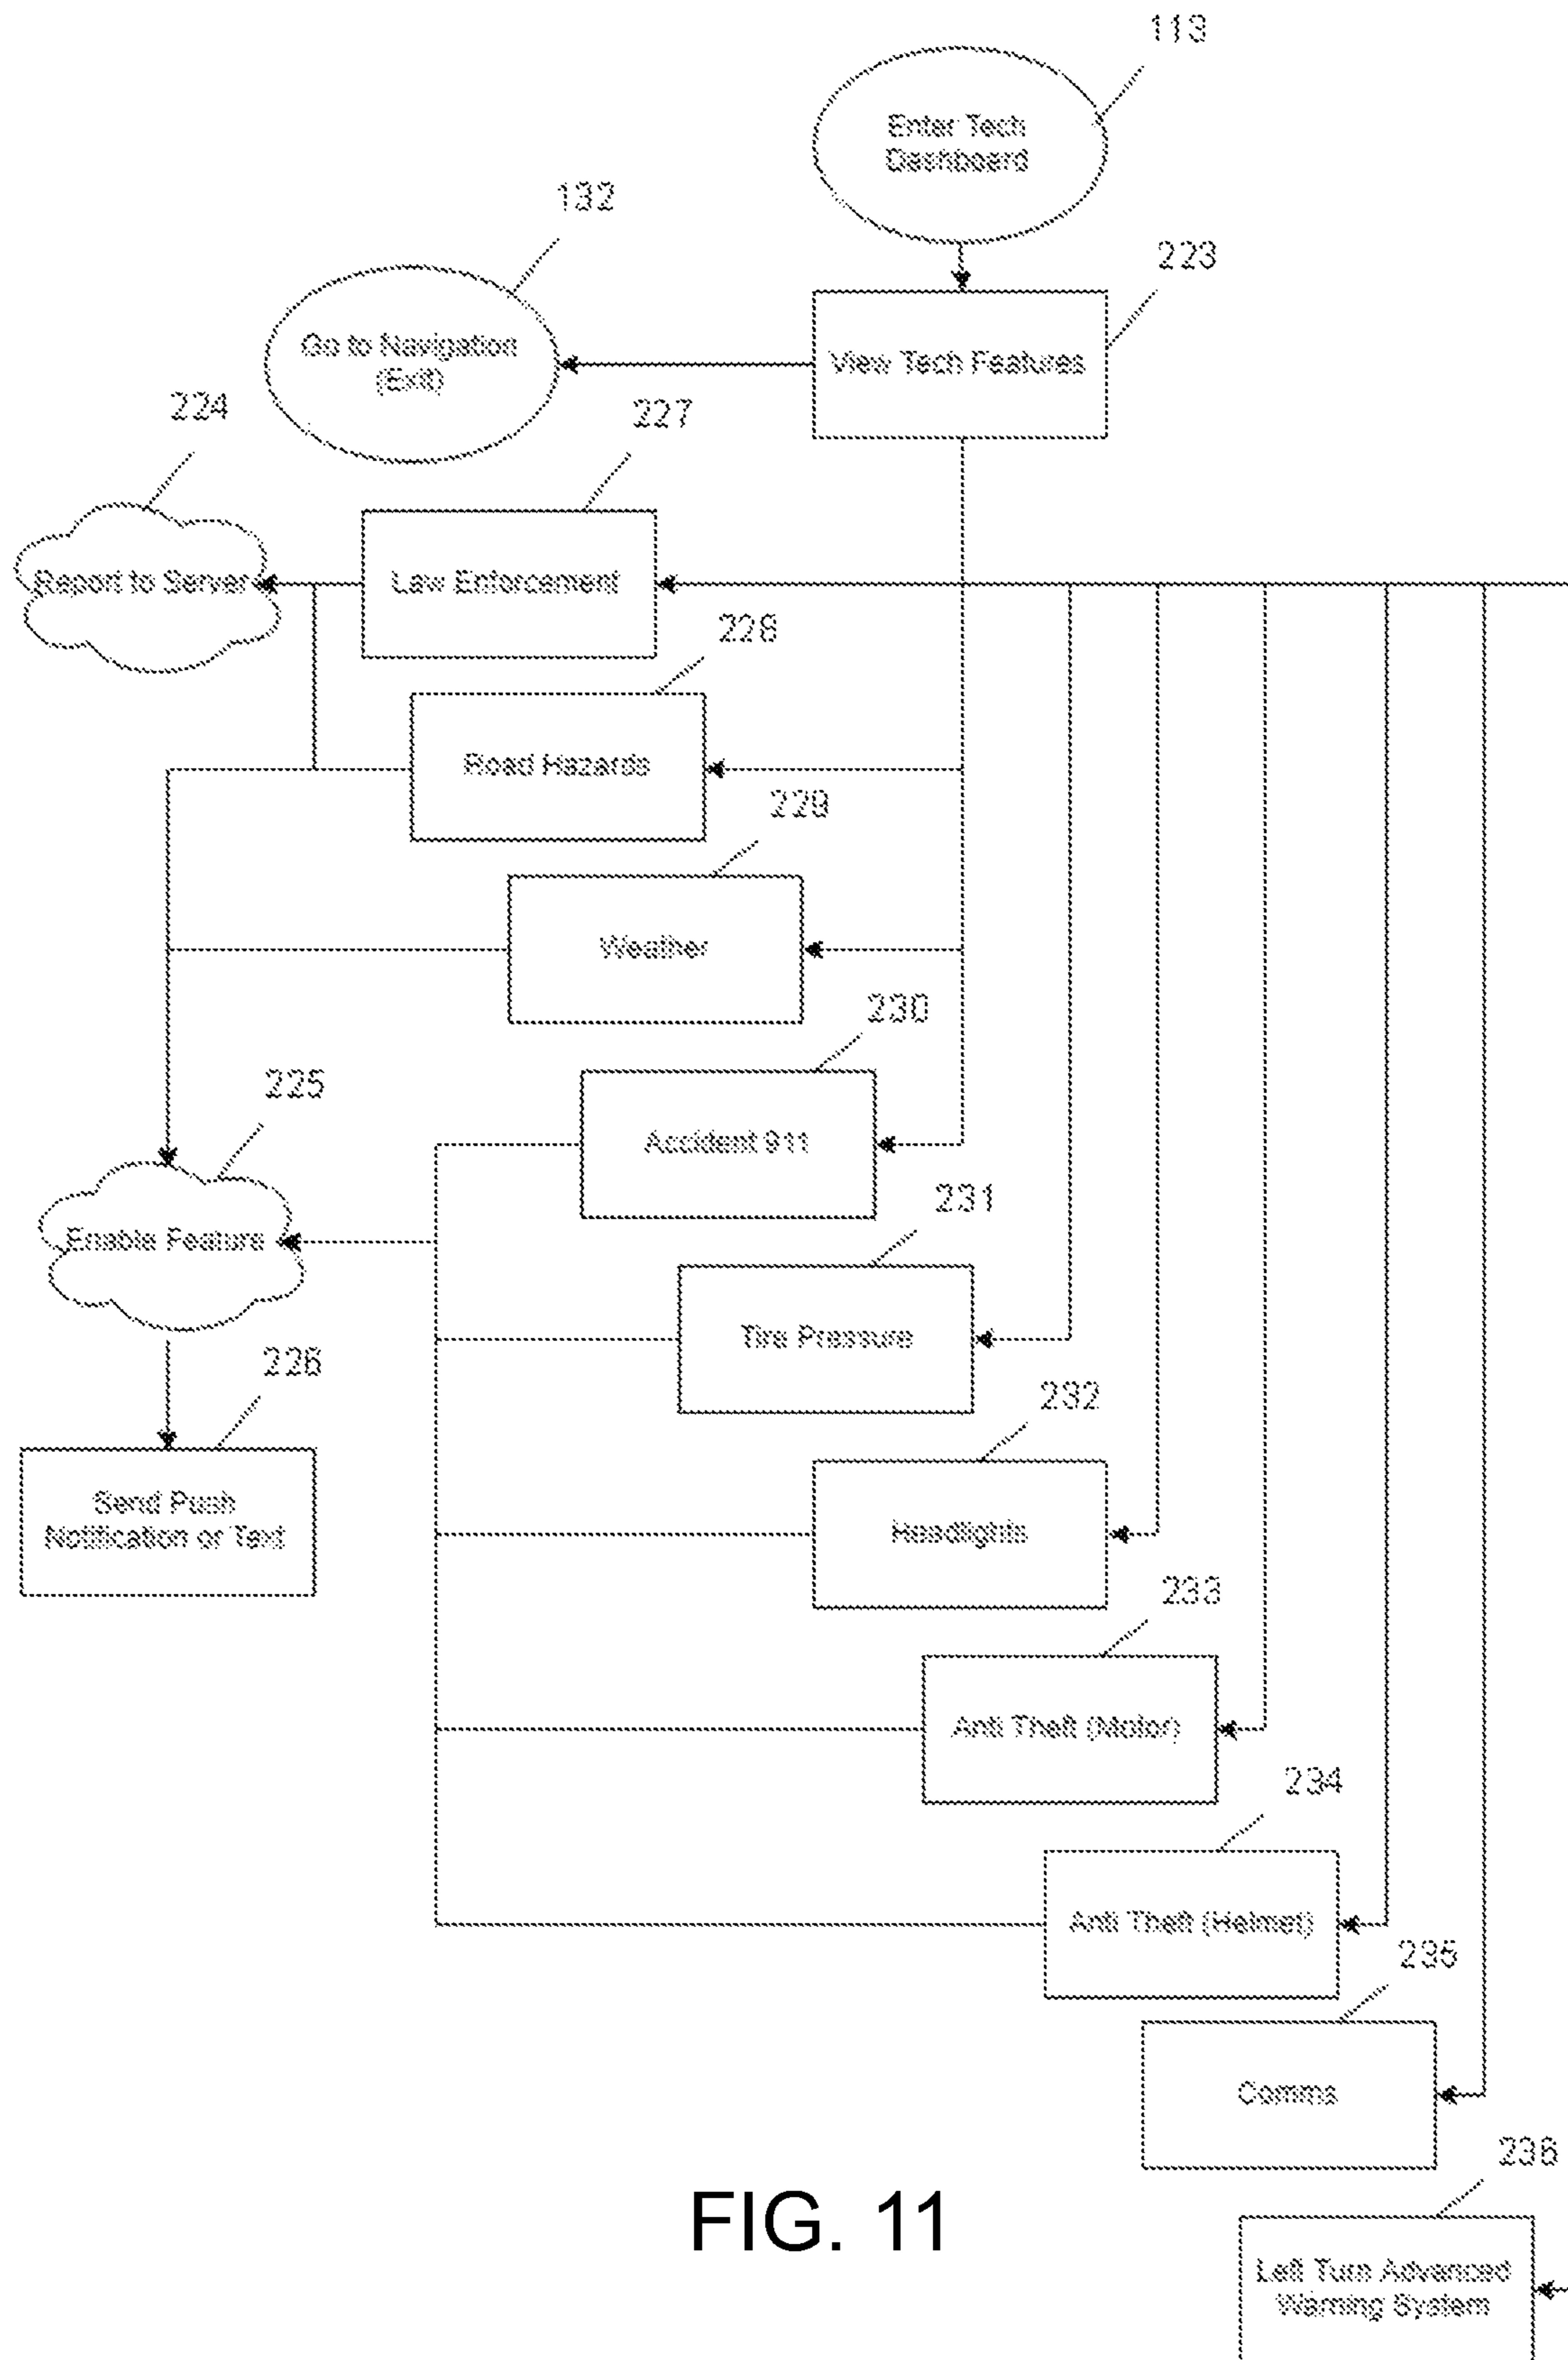 113
Enter Tech
Dashboard
132
223
Go to Navigation
(Exit)
View Tech Features
224
227
Report to Server
Law Enforcement
228
Road Hazards
229
Weather
230
225
Accident 911
231
Enable Feature
Tire Pressure
226
232
Send Push
Notification or Text
Headlights
233
Anti Theft (Motor)
234
Anti Theft (Helmet)
235
Comms
236
FIG. 11
Left Turn Advanced
Warning System